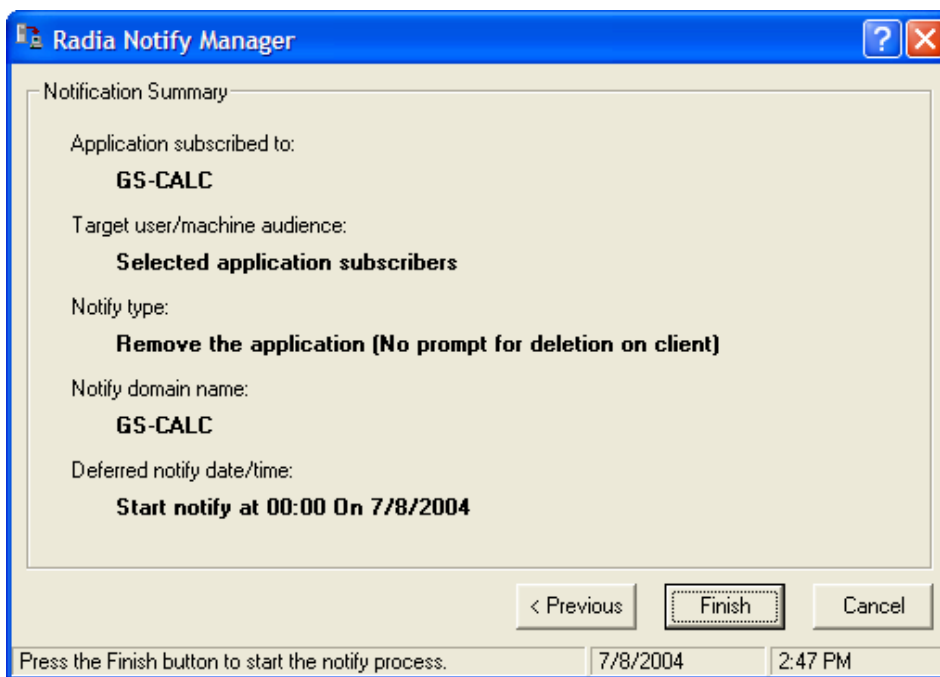 Radia Notify Manager
Notification Summary
Application subscribed to:
GS-CALC
Target user/machine audience:
Selected application subscribers
Notify type:
Remove the application (No prompt for deletion on client)
Notify domain name:
GS-CALC
Deferred notify date/time:
Start notify at 00:00 On 7/8/2004
< Previous Finish Cancel
Press the Finish button to start the notify process. 7/8/2004 2:47 PM